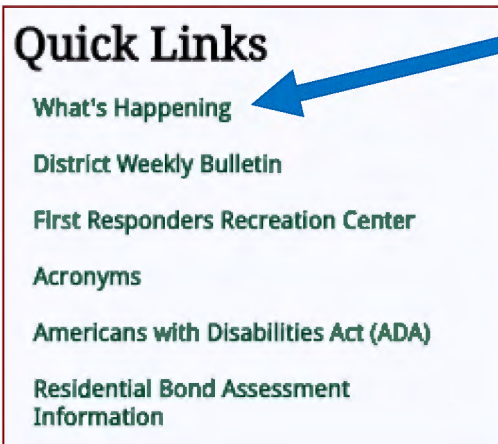 Quick Links
What's Happening
District Weekly Bulletin
First Responders Recreation Center
Acronyms
Americans with Disabilities Act (ADA)
Residential Bond Assessment
Information